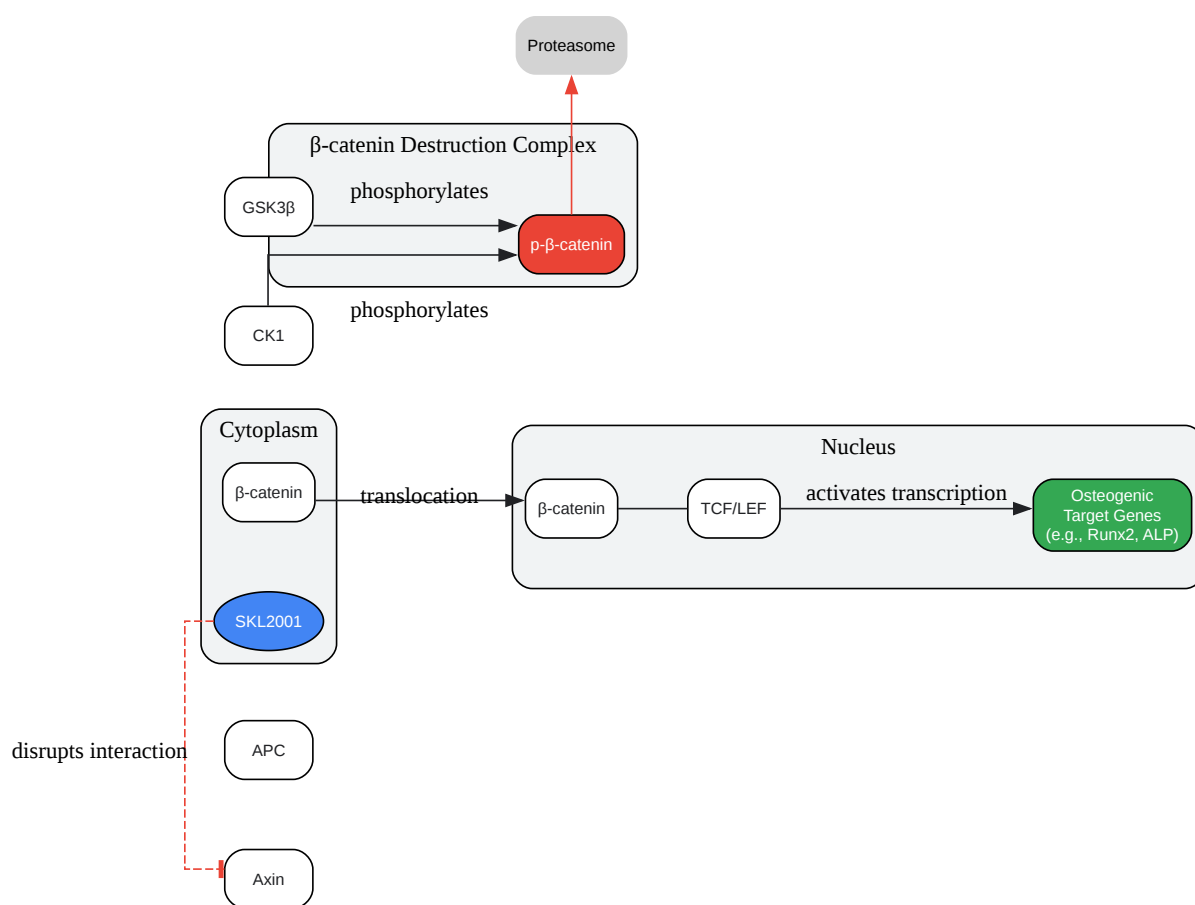 Proteasome
β-catenin Destruction Complex
GSK3β
phosphorylates
p-β-catenin
phosphorylates
CK1
Cytoplasm
β-catenin
translocation
Nucleus
β-catenin
TCF/LEF
activates transcription
Osteogenic
Target Genes
(e.g., Runx2, ALP)
SKL2001
disrupts interaction
APC
Axin